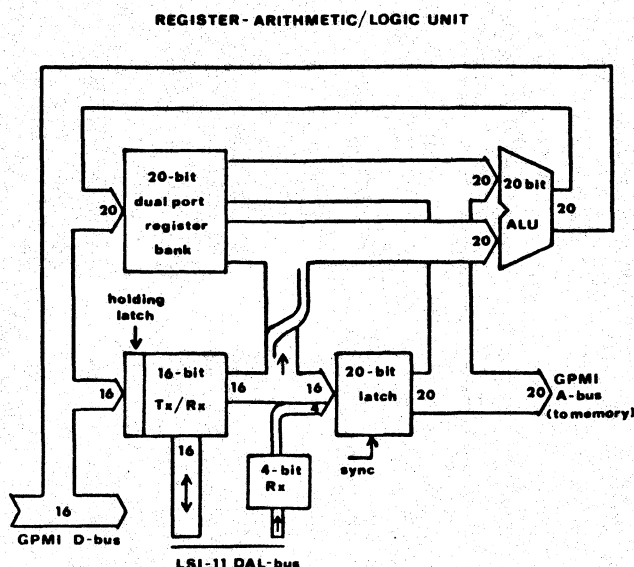 REGISTER - ARITHMETIC/LOGIC UNIT
20-bit
dual port
register
bank
20
20
20
20 bit
ALU
20
holding
latch
16
16-bit
Tx/Rx
16
16
16
4
20-bit
latch
20
20
GPMI
A-bus
(to memory)
sync
4-bit
Rx
16
GPMI D-bus
LSI-11 DAL-bus